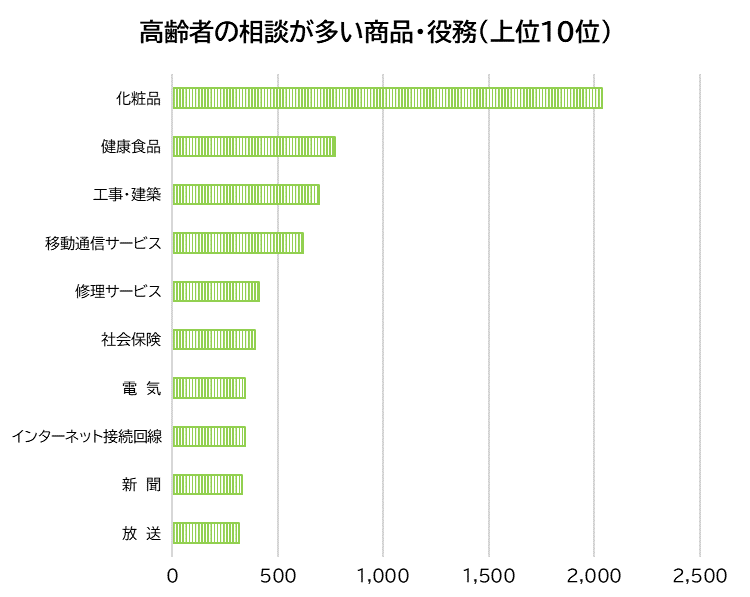 高齢者の相談が多い商品・役務(上位10位)
化粧品
健康食品
工事・建築
移動通信サービス
修理サービス
社会保険
電 気
インターネット接続回線
新 聞
放 送
0 500 1,000 1,500 2,000 2,500